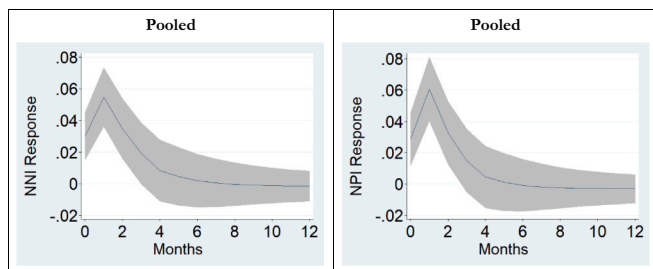 Pooled
Pooled
.08
.06
.04
.02
0
-.02
NNI Response
0 2 4 6 8 10 12
Months
.08
.06
.04
.02
0
-.02
NPI Response
0 2 4 6 8 10 12
Months